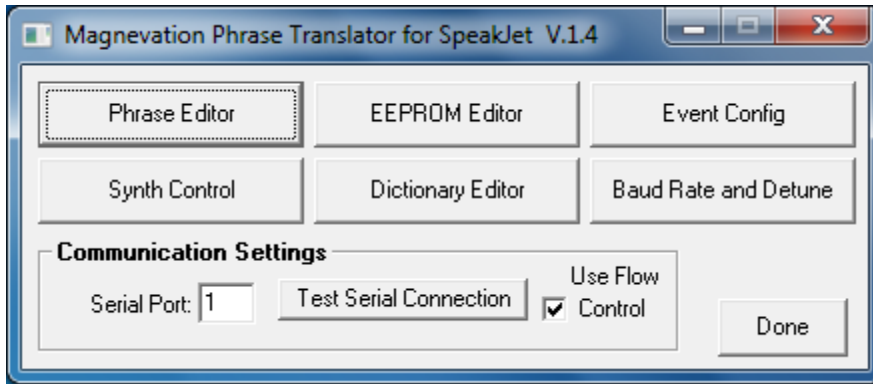 Magnevation Phrase Translator for SpeakJet V.1.4
Phrase Editor
EEPROM Editor
Event Config
Synth Control
Dictionary Editor
Baud Rate and Detune
Communication Settings
Serial Port: 1
Test Serial Connection
Use Flow
Control
Done